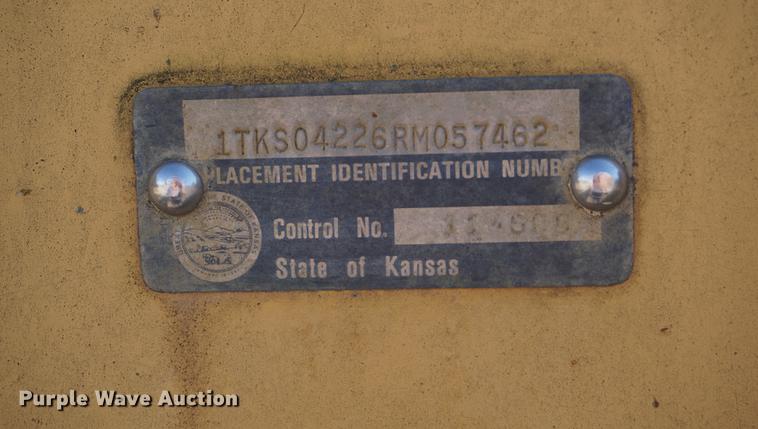 1TKS04226RM057462
PLACEMENT IDENTIFICATION NUMB
Control No.
State of Kansas
Purple Wave Auction